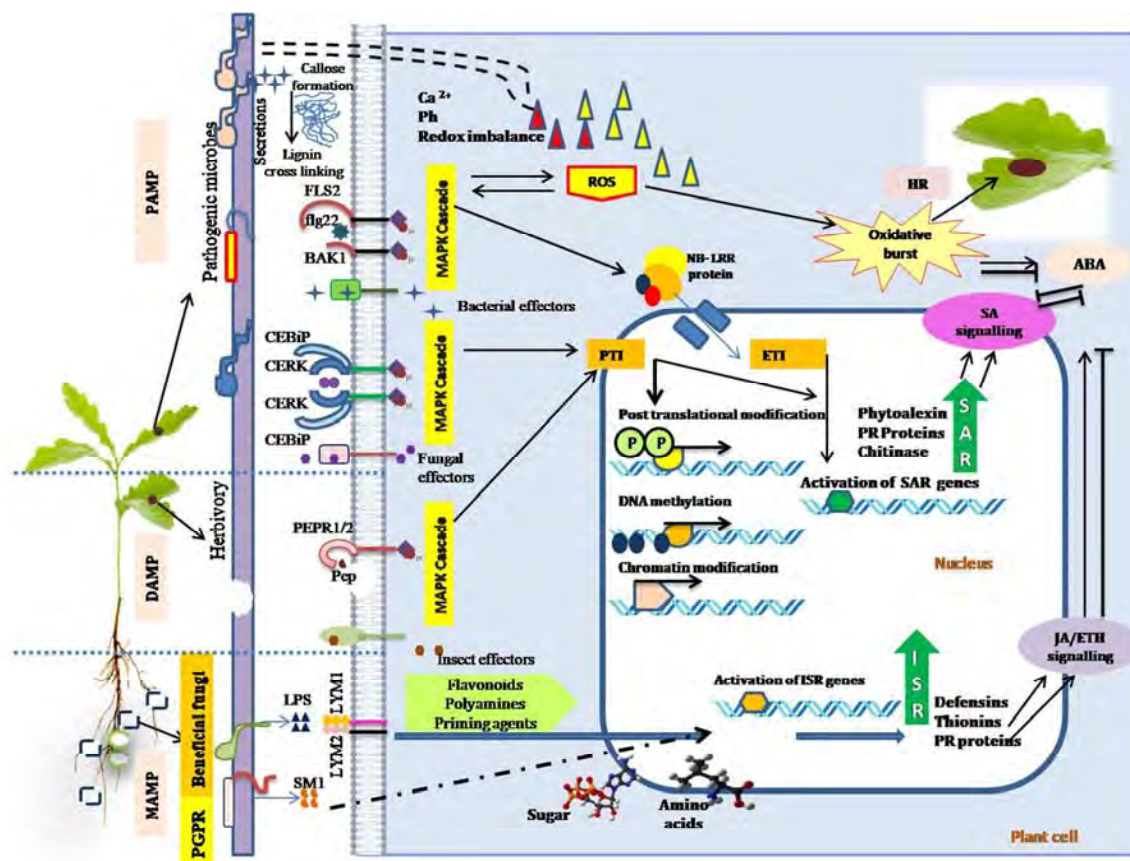 PAMP
DAMP
MAMP
Pathogenic microbes
Herbivory
Beneficial fungi
PGPR
Secretions
Callose
formation
Lignin
cross linking
FLS2
flg22
BAK1
CEBiP
CERK
CERK
CEBiP
PEPR1/2
Pep
LPS
LYM1
LYM2
SM1
Bacterial effectors
Fungal
effectors
Insect effectors
MAPK Cascade
MAPK Cascade
MAPK Cascade
Flavonoids
Polyamines
Priming agents
Ca 2+
Ph
Redox imbalance
ROS
Oxidative
burst
HR
ABA
NB-LRR
protein
SA
signalling
PTI
ETI
Post translational modification
P P
DNA methylation
Chromatin modification
Phytoalexin
PR Proteins
Chitinase
SAR
Activation of SAR genes
Nucleus
Activation of ISR genes
ISR
Defensins
Thionins
PR proteins
JA/ETH
signalling
Sugar
Amino
acids
Plant cell